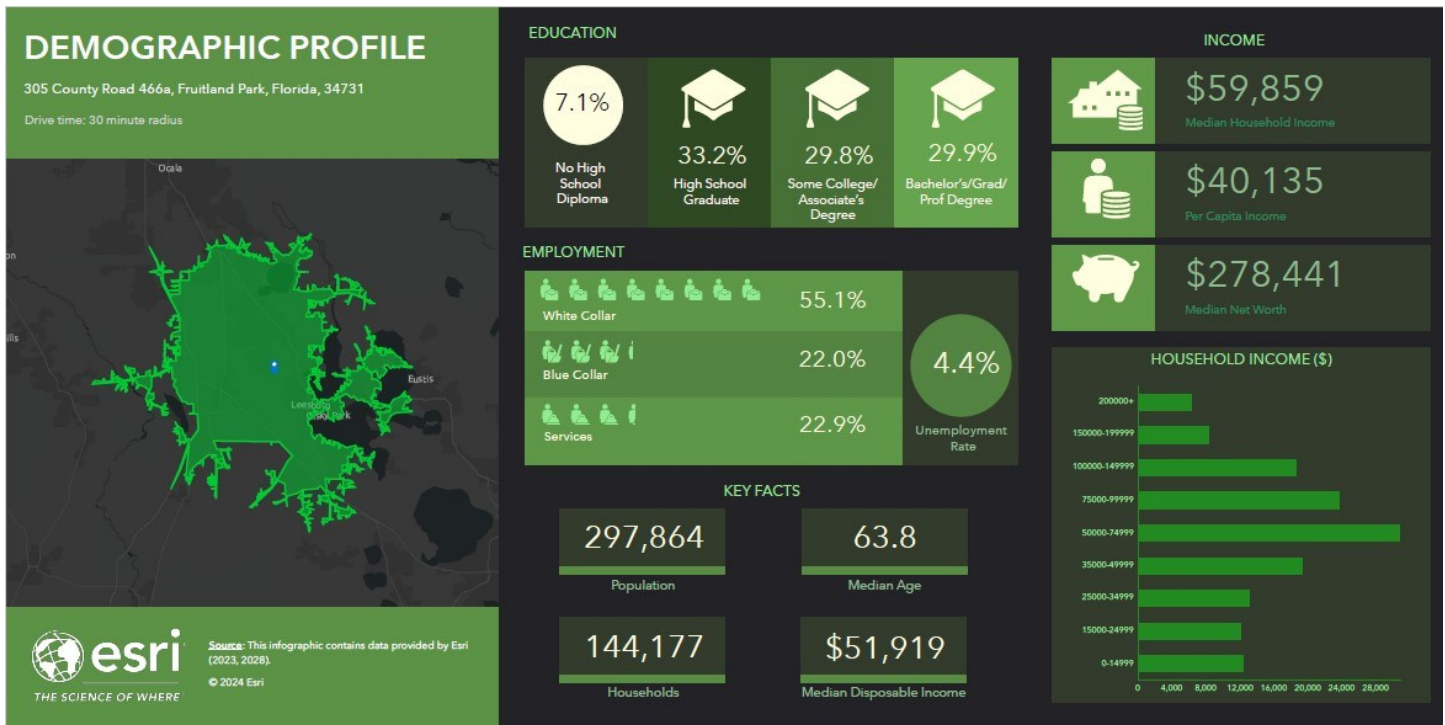 DEMOGRAPHIC PROFILE
305 County Road 466a, Fruitland Park, Florida, 34731
Drive time: 30 minute radius
Ocala
Eustis
Leesburg
esri
THE SCIENCE OF WHERE
Source: This infographic contains data provided by Esri
(2023, 2028).
© 2024 Esri
EDUCATION
7.1%
No High
School
Diploma
33.2%
High School
Graduate
29.8%
Some College/
Associate's
Degree
29.9%
Bachelor's/Grad/
Prof Degree
EMPLOYMENT
White Collar
55.1%
Blue Collar
22.0%
Services
22.9%
4.4%
Unemployment
Rate
KEY FACTS
297,864
Population
63.8
Median Age
144,177
Households
$51,919
Median Disposable Income
INCOME
$59,859
Median Household Income
$40,135
Per Capita Income
$278,441
Median Net Worth
HOUSEHOLD INCOME ($)
200000+
150000-199999
100000-149999
75000-99999
50000-74999
35000-49999
25000-34999
15000-24999
0-14999
0 4,000 8,000 12,000 16,000 20,000 24,000 28,000